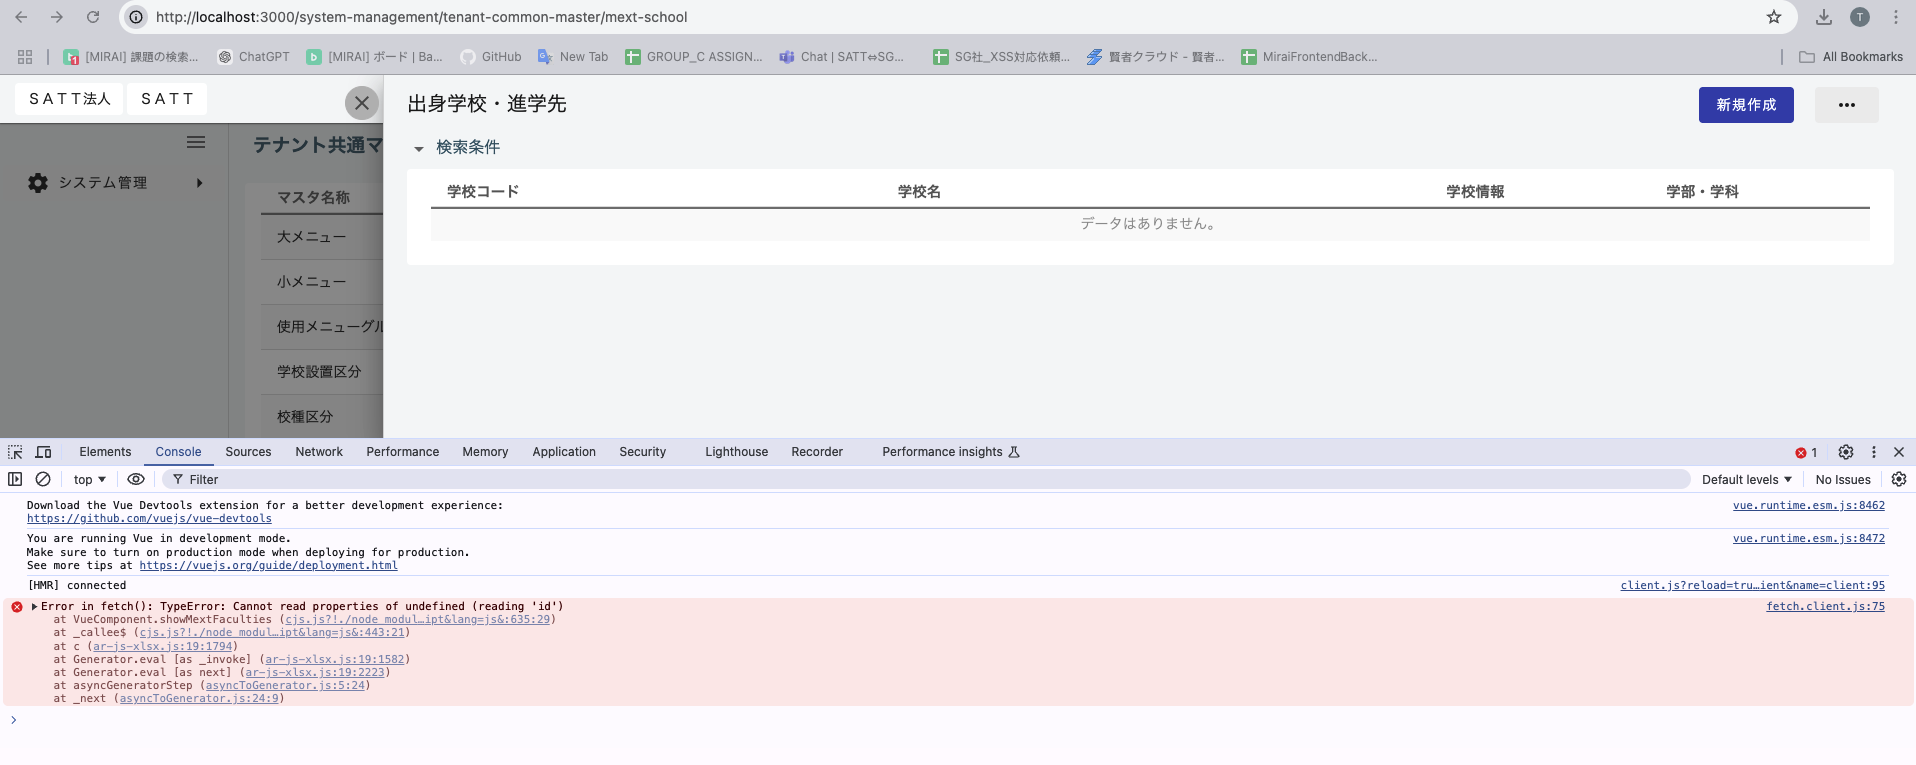 http://localhost:3000/system-management/tenant-common-master/mext-school
T
[MIRAI] 課題の検索...
ChatGPT
[MIRAI] ボード | Ba...
GitHub
New Tab
GROUP_C ASSIGN...
Chat | SATT⇔SG...
SG社_XSS対応依頼...
賢者クラウド - 賢者...
MiraiFrontendBack...
All Bookmarks
ＳＡＴＴ法人
ＳＡＴＴ
出身学校・進学先
新規作成
•••
テナント共通マ
検索条件
システム管理
マスタ名称
学校コード
学校名
学校情報
学部・学科
データはありません。
大メニュー
小メニュー
使用メニューグル
学校設置区分
校種区分
Elements
Console
Sources
Network
Performance
Memory
Application
Security
Lighthouse
Recorder
Performance insights
1
top
Filter
Default levels
No Issues
Download the Vue Devtools extension for a better development experience:
vue.runtime.esm.js:8462
https://github.com/vuejs/vue-devtools
You are running Vue in development mode.
vue.runtime.esm.js:8472
Make sure to turn on production mode when deploying for production.
See more tips at https://vuejs.org/guide/deployment.html
[HMR] connected
client.js?reload=tru…ient&name=client:95
Error in fetch(): TypeError: Cannot read properties of undefined (reading 'id')
fetch.client.js:75
at VueComponent.showMextFaculties (cjs.js?!./node_modul…ipt&lang=js&:635:29)
at _callee$ (cjs.js?!./node_modul…ipt&lang=js&:443:21)
at c (ar-js-xlsx.js:19:1794)
at Generator.eval [as _invoke] (ar-js-xlsx.js:19:1582)
at Generator.eval [as next] (ar-js-xlsx.js:19:2223)
at asyncGeneratorStep (asyncToGenerator.js:5:24)
at _next (asyncToGenerator.js:24:9)